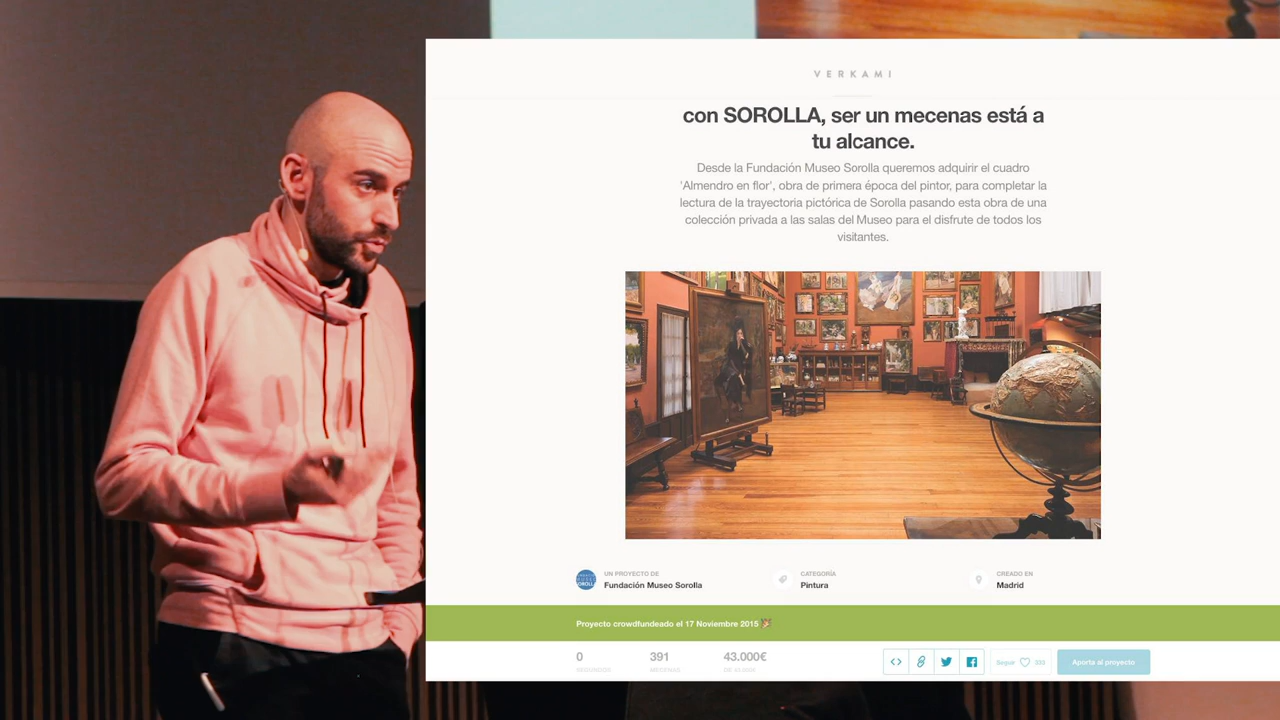 VERKAMI
con SOROLLA, ser un mecenas está a
tu alcance.
Desde la Fundación Museo Sorolla queremos adquirir el cuadro
'Almendro en flor', obra de primera época del pintor, para completar la
lectura de la trayectoria pictórica de Sorolla pasando esta obra de una
colección privada a las salas del Museo para el disfrute de todos los
visitantes.
UN PROYECTO DE
Fundación Museo Sorolla
CATEGORÍA
Pintura
CREADO EN
Madrid
Proyecto crowdfundeado el 17 Noviembre 2015
0
SEGUNDOS
391
MECENAS
43.000€
Seguir
333
Aporta al proyecto